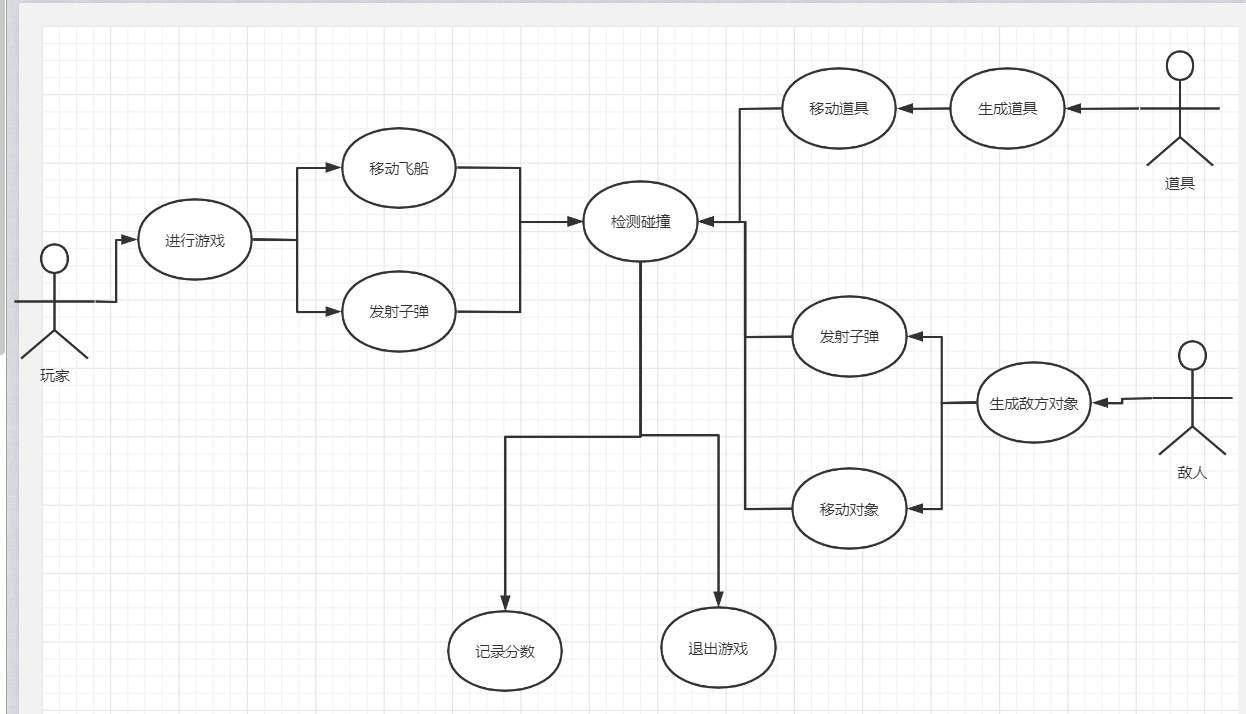 移动道具
生成道具
道具
移动飞船
进行游戏
检测碰撞
发射子弹
玩家
发射子弹
生成敌方对象
敌人
移动对象
记录分数
退出游戏